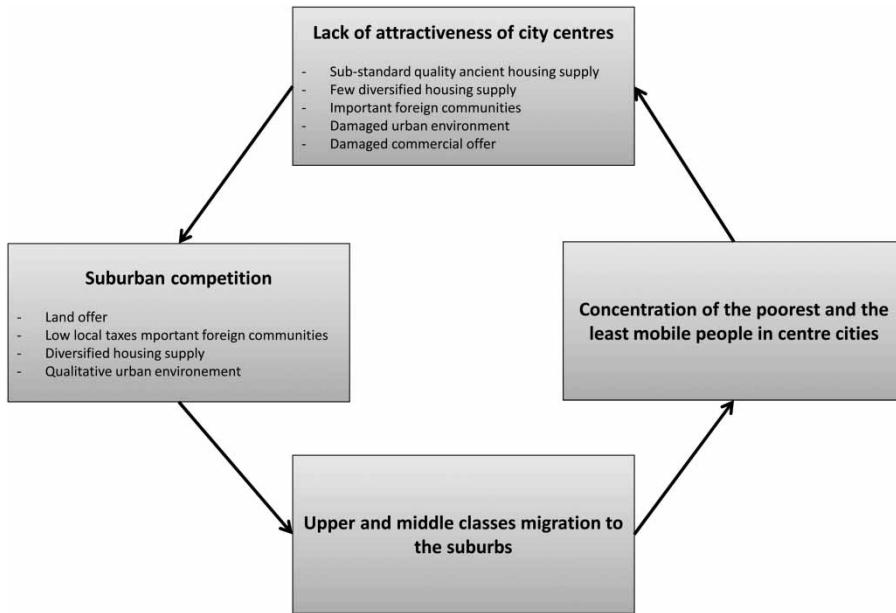 Lack of attractiveness of city centres
- Sub-standard quality ancient housing supply
- Few diversified housing supply
- Important foreign communities
- Damaged urban environment
- Damaged commercial offer
Suburban competition
- Land offer
- Low local taxes mportant foreign communities
- Diversified housing supply
- Qualitative urban environement
Concentration of the poorest and the
least mobile people in centre cities
Upper and middle classes migration to
the suburbs